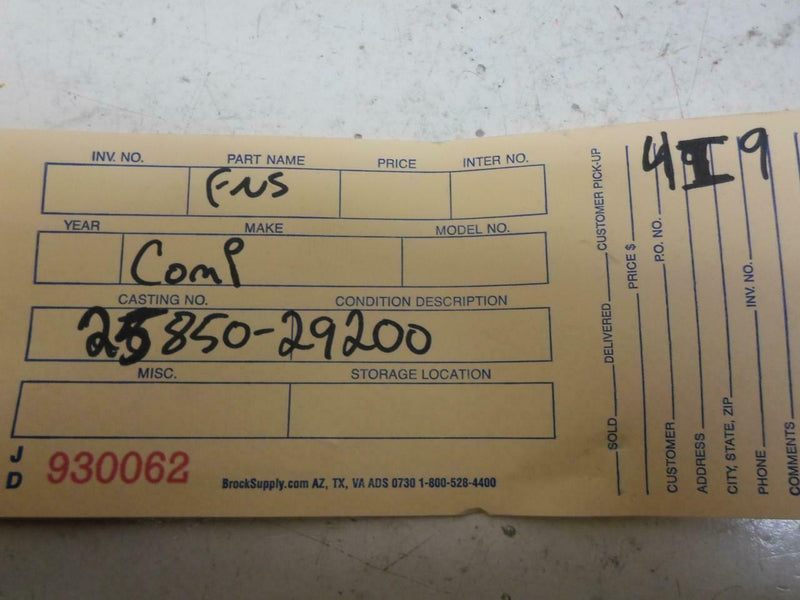 INV. NO. PART NAME PRICE INTER NO.
FNS
YEAR MAKE MODEL NO.
Comp
CASTING NO. CONDITION DESCRIPTION
25850-29200
MISC. STORAGE LOCATION
JD 930062
BrockSupply.com AZ, TX, VA ADS 0730 1-800-528-4400
SOLD DELIVERED CUSTOMER PICK-UP
PRICE $
P.O. NO.
CUSTOMER
ADDRESS
CITY, STATE, ZIP
PHONE INV. NO.
COMMENTS